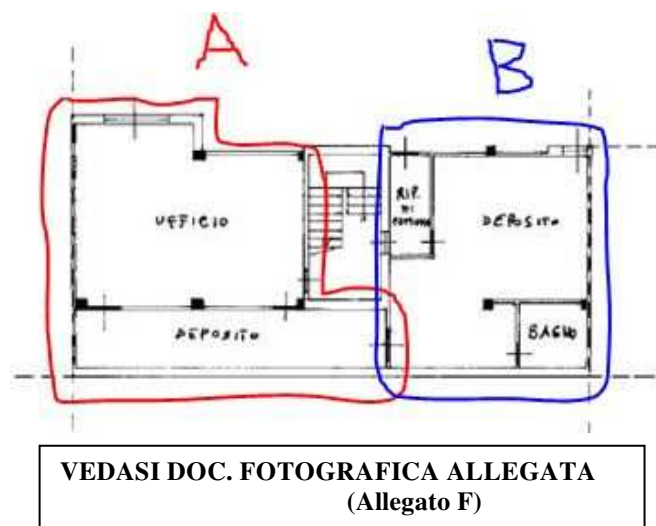 A
B
UFFICIO
RIP.
DI
DEPOSITO
DEPOSITO
BAGNO
VEDASI DOC. FOTOGRAFICA ALLEGATA
(Allegato F)